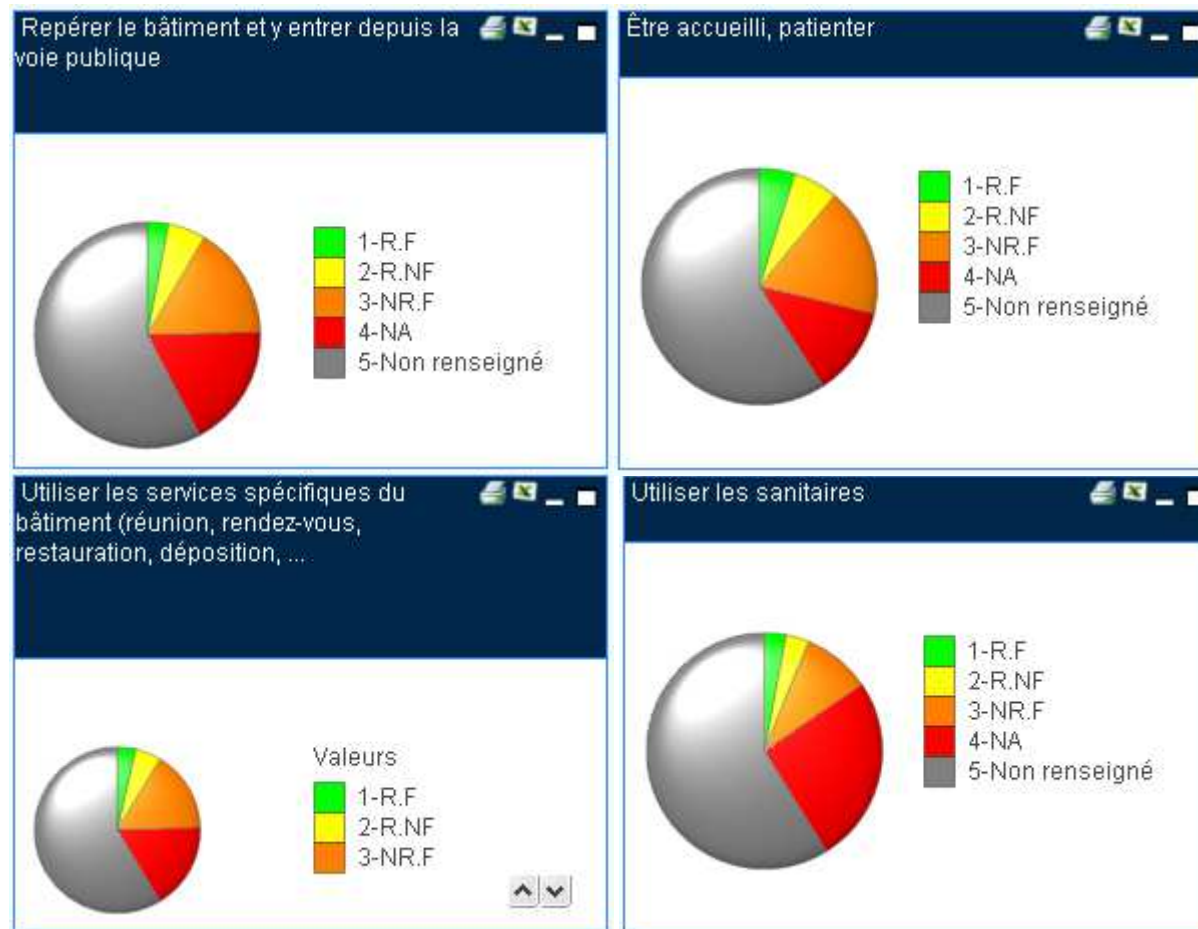 Repérer le bâtiment et y entrer depuis la
voie publique
1-R.F
2-R.NF
3-NR.F
4-NA
5-Non renseigné
Être accueilli, patienter
1-R.F
2-R.NF
3-NR.F
4-NA
5-Non renseigné
Utiliser les services spécifiques du
bâtiment (réunion, rendez-vous,
restauration, déposition, ...
Valeurs
1-R.F
2-R.NF
3-NR.F
Utiliser les sanitaires
1-R.F
2-R.NF
3-NR.F
4-NA
5-Non renseigné